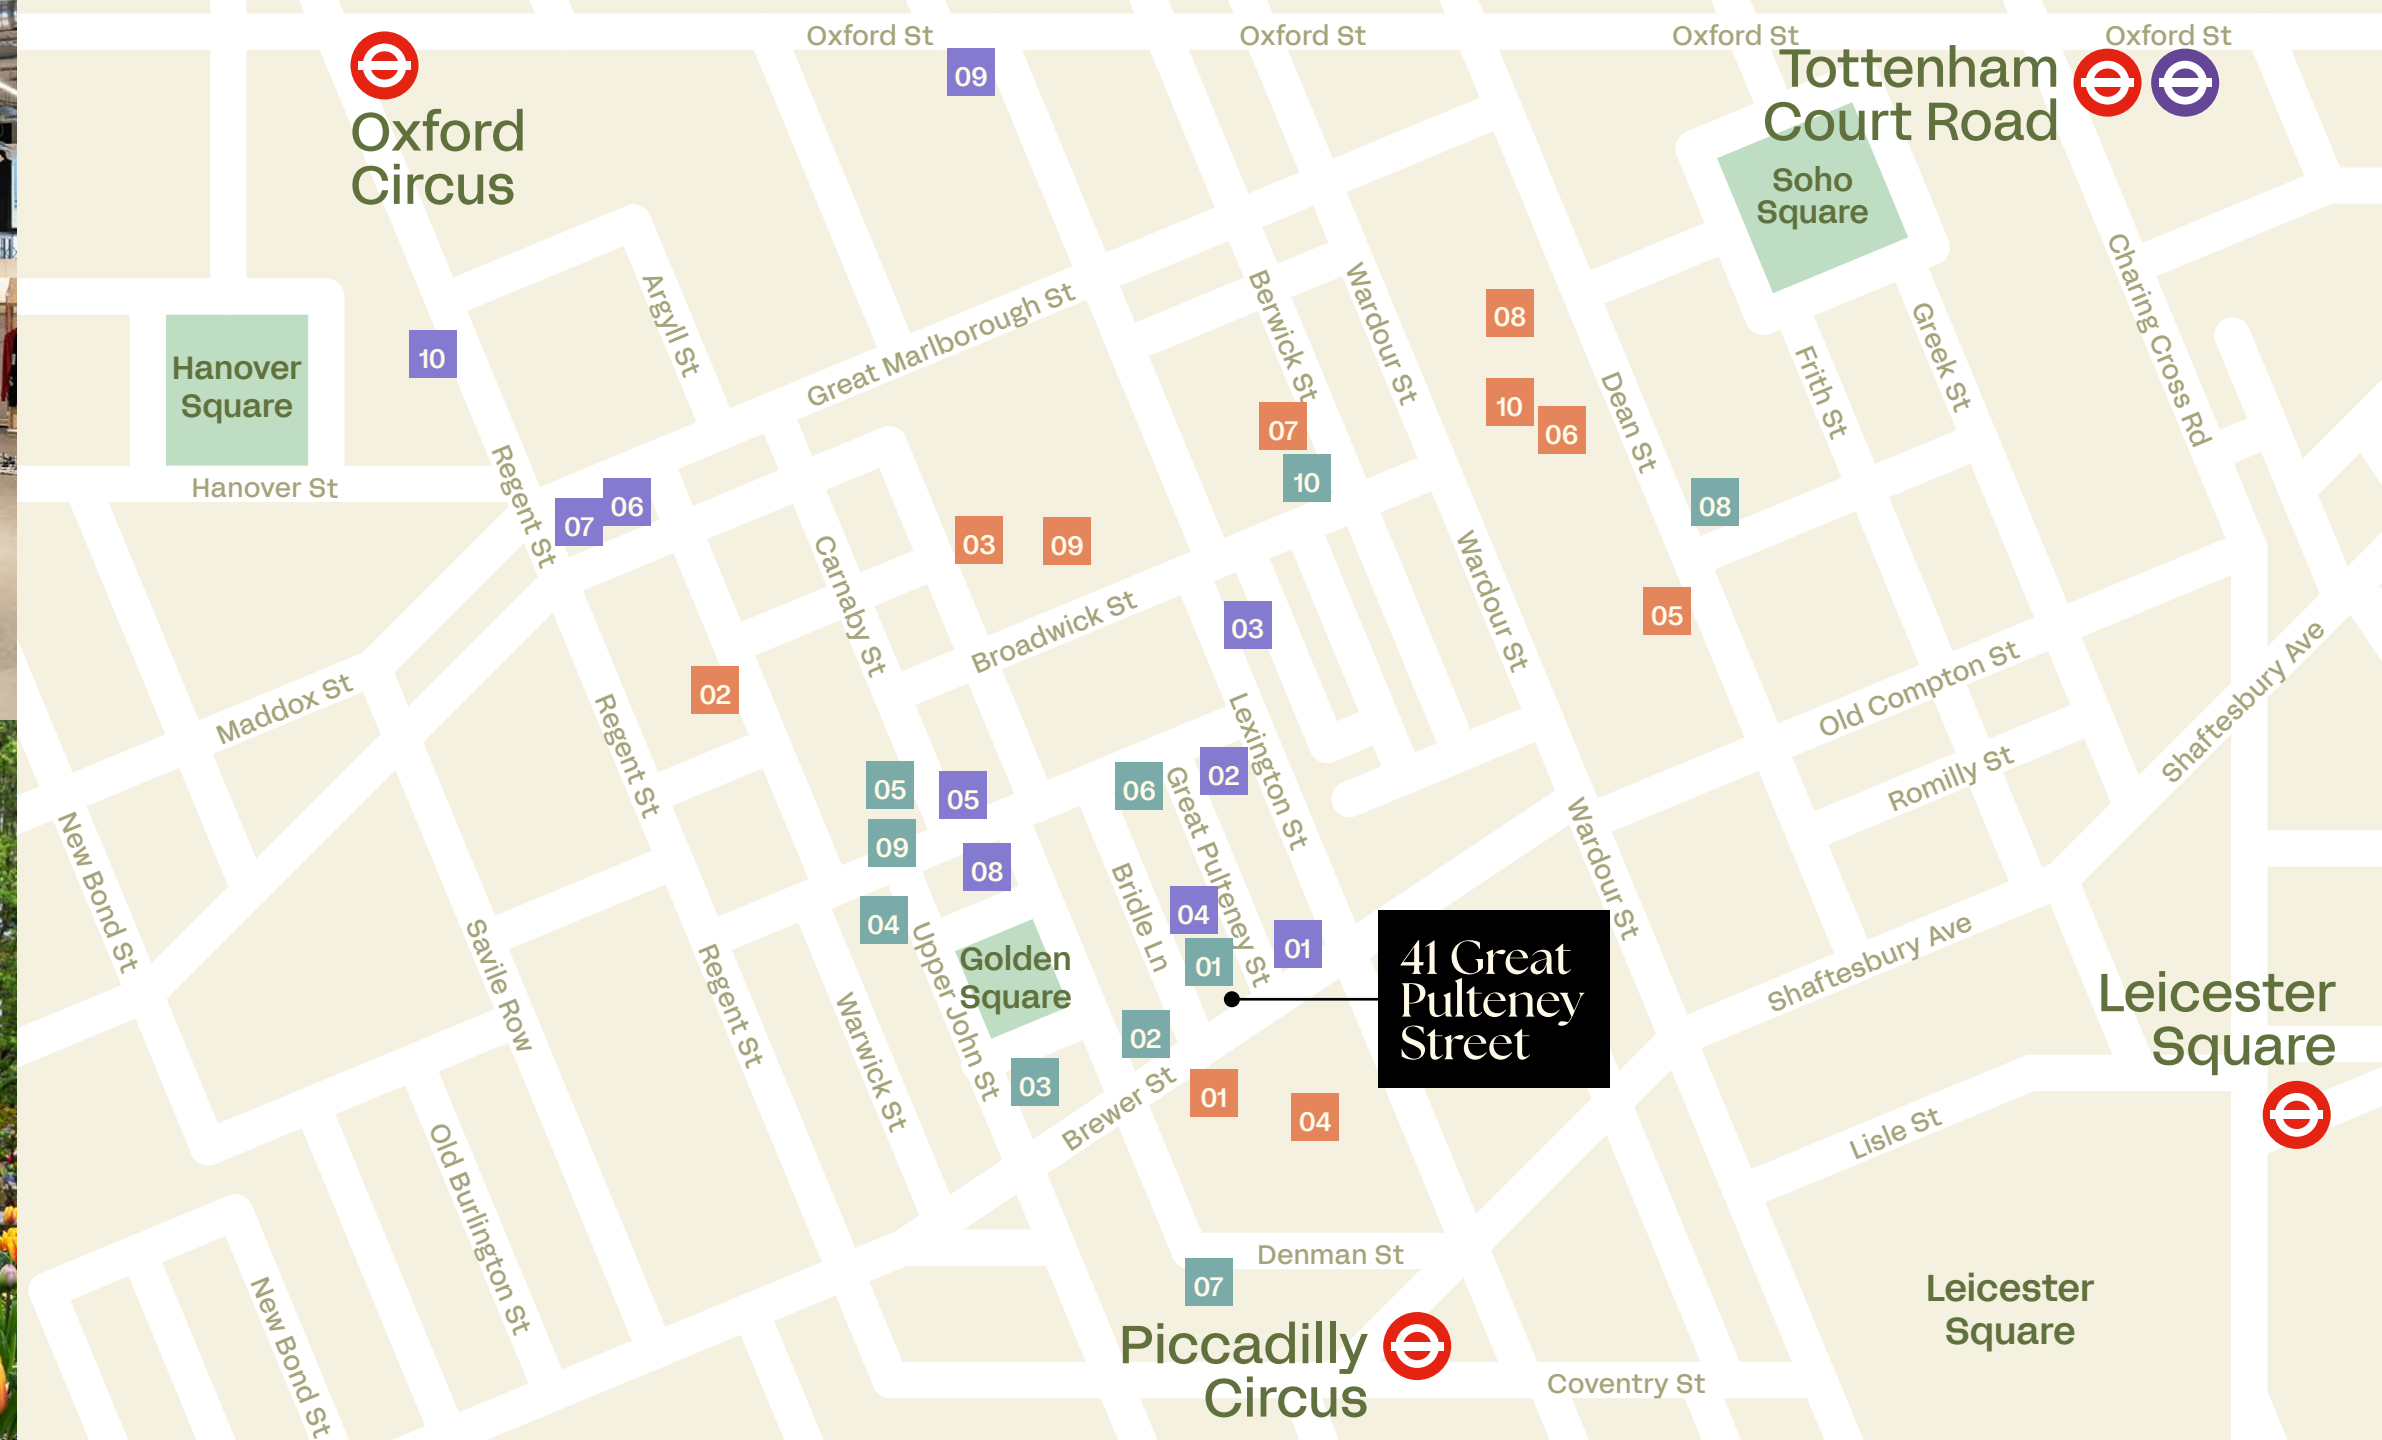 Oxford St
Oxford St
Oxford St
Oxford St
09
Tottenham
Court Road
Oxford
Circus
Soho
Square
Argyll St
Great Marlborough St
Berwick St
Wardour St
Charing Cross Rd
08
Greek St
10
Hanover
Square
Frith St
Dean St
07
10
06
Hanover St
Regent St
06
07
10
08
03
09
Carnaby St
Wardour St
Broadwick St
03
05
02
Maddox St
Regent St
Lexington St
Old Compton St
Shaftesbury Ave
05
05
06
02
Great Pulteney St
Romilly St
09
08
New Bond St
Bridle Ln
Wardour St
04
04
01
Savile Row
Regent St
Upper John St
Golden
Square
01
41 Great
Pulteney
Street
Shaftesbury Ave
Leicester
Square
Warwick St
02
03
Brewer St
01
04
Lisle St
Old Burlington St
Denman St
07
New Bond St
Leicester
Square
Piccadilly
Circus
Coventry St